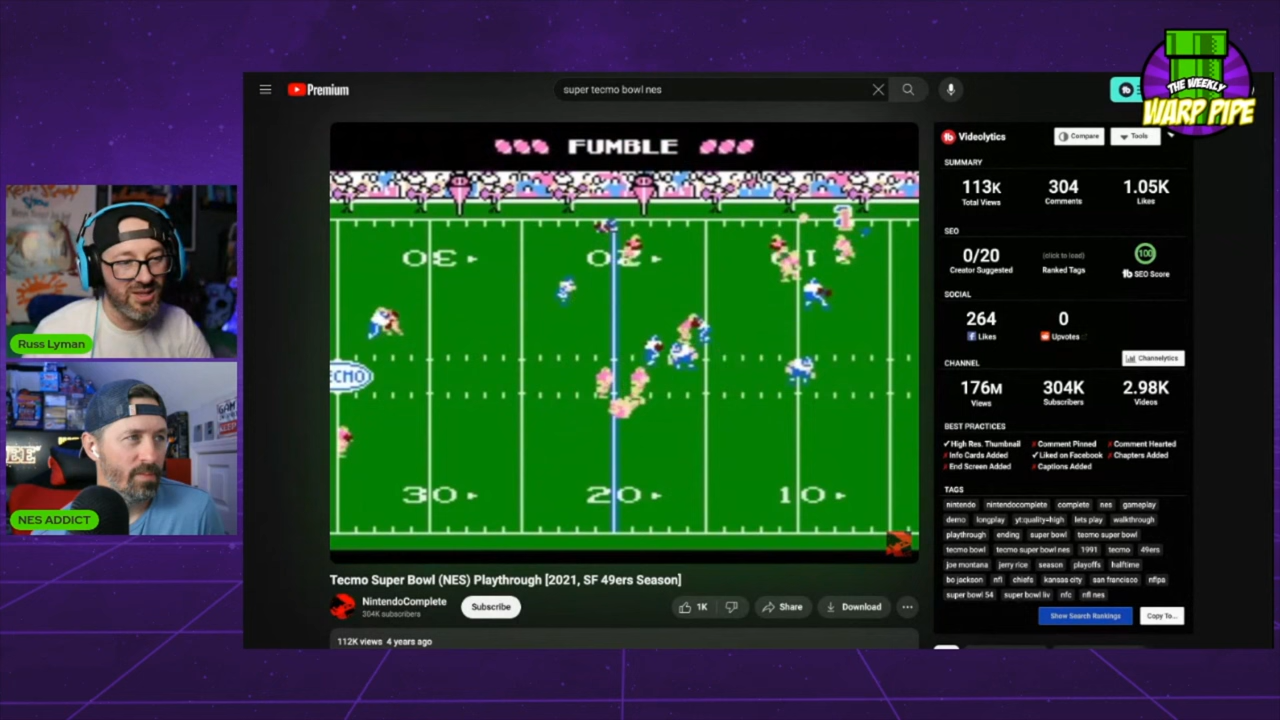 THE WEEKLY
WARP PIPE
Premium
super tecmo bowl nes
FUMBLE
30
20
10
TECMO
30
20
10
Russ Lyman
NES ADDICT
Tecmo Super Bowl (NES) Playthrough [2021, SF 49ers Season]
NintendoComplete
304K subscribers
Subscribe
1K
Share
Download
112K views 4 years ago
Videolytics
Compare
Tools
SUMMARY
113K 304 1.05K
Total Views Comments Likes
SEO
0/20 (click to load) 100
Creator Suggested Ranked Tags SEO Score
SOCIAL
264 0
Likes Upvotes
CHANNEL
Channelytics
176M 304K 2.98K
Views Subscribers Videos
BEST PRACTICES
High Res. Thumbnail Comment Pinned Comment Hearted
Info Cards Added Liked on Facebook Chapters Added
End Screen Added Captions Added
TAGS
nintendo nintendocomplete complete nes gameplay
demo longplay yt:quality=high lets play walkthrough
playthrough ending super bowl tecmo super bowl
tecmo bowl tecmo super bowl nes 1991 tecmo 49ers
joe montana jerry rice season playoffs halftime
bo jackson nfl chiefs kansas city san francisco nflpa
super bowl 54 super bowl liv nfc nfl nes
Show Search Rankings
Copy To...